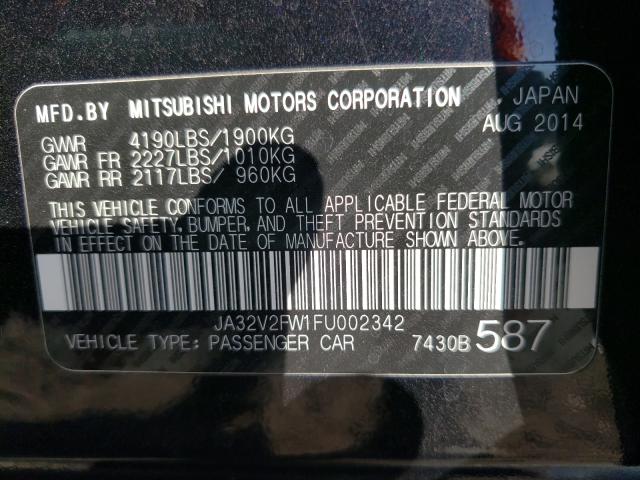 MFD.BY MITSUBISHI MOTORS CORPORATION , JAPAN
GVWR 4190LBS/1900KG AUG 2014
GAWR FR 2227LBS/1010KG
GAWR RR 2117LBS/ 960KG
THIS VEHICLE CONFORMS TO ALL APPLICABLE FEDERAL MOTOR
VEHICLE SAFETY, BUMPER, AND THEFT PREVENTION STANDARDS
IN EFFECT ON THE DATE OF MANUFACTURE SHOWN ABOVE.
JA32V2FW1FU002342
VEHICLE TYPE: PASSENGER CAR 7430B 587